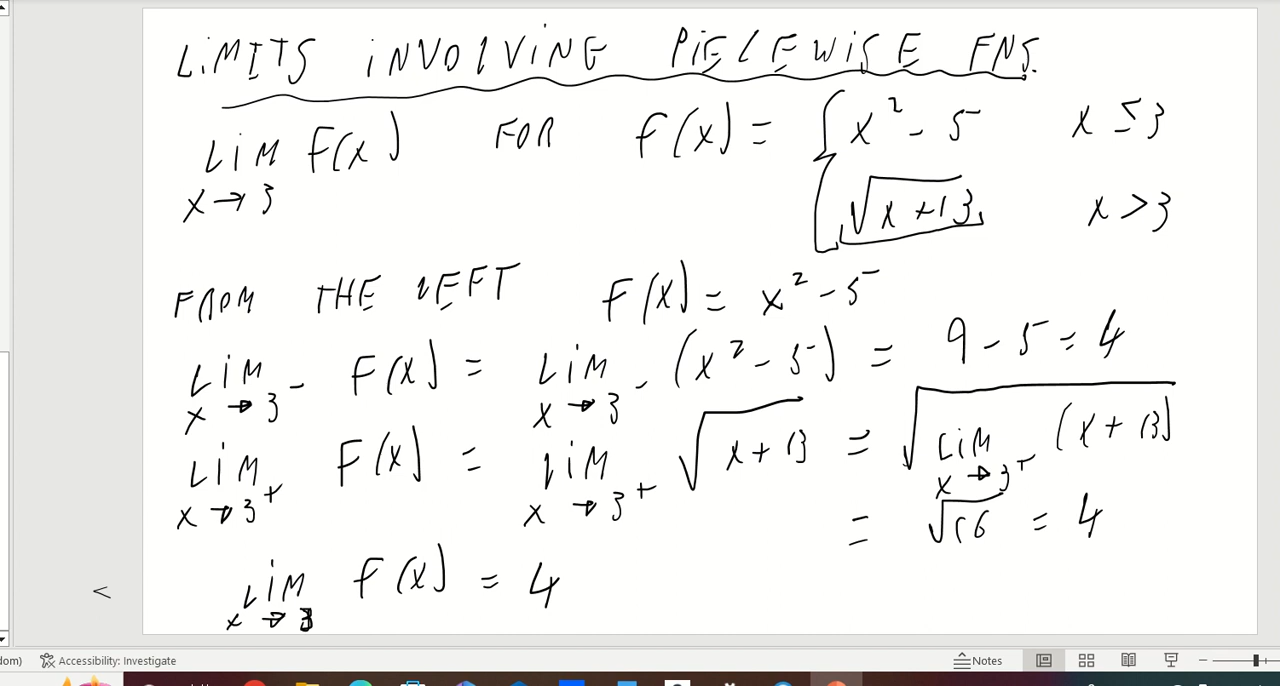 LIMITS INVOLVING PIECEWISE FNS.
lim x→3 F(x) FOR F(x) = { x² - 5 x ≤ 3
√(x+13) x > 3
FROM THE LEFT F(x) = x² - 5
lim x→3⁻ F(x) = lim x→3⁻ (x² - 5) = 9 - 5 = 4
lim x→3⁺ F(x) = lim x→3⁺ √(x+13) = √(lim x→3⁺ (x+13))
= √16 = 4
lim x→3 F(x) = 4
<
dom) Accessibility: Investigate Notes